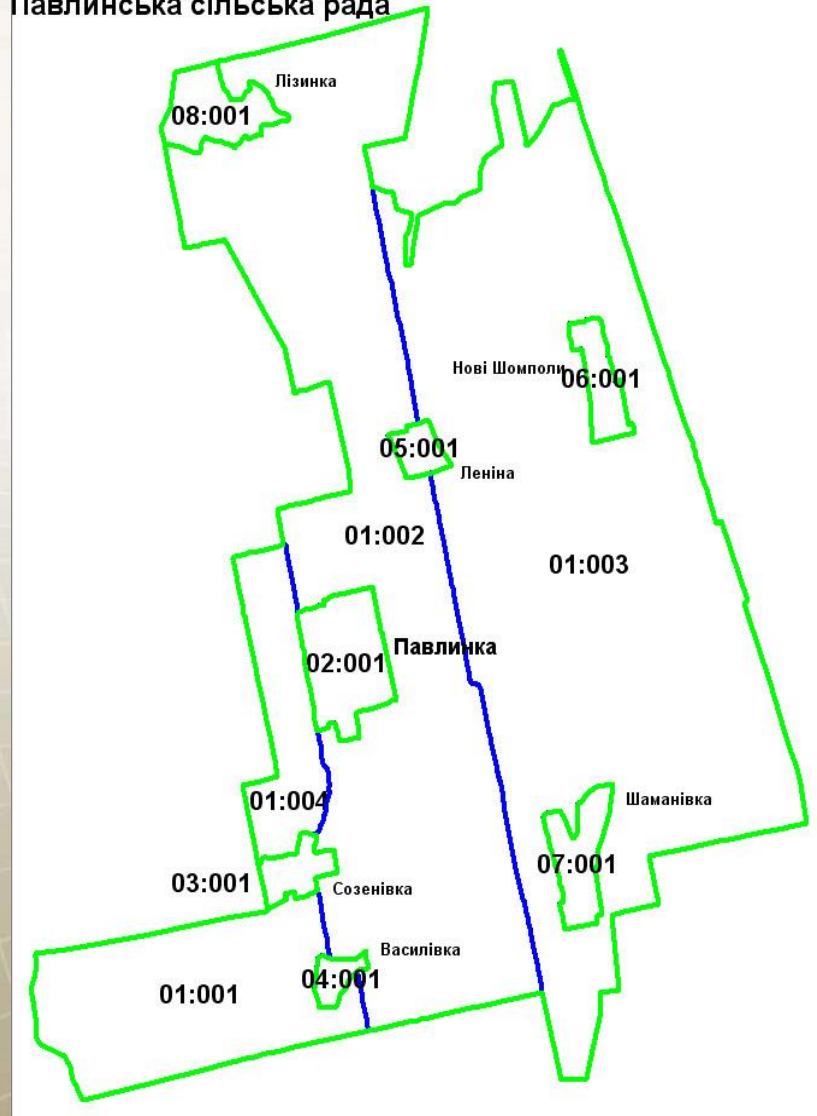 Павлинська сільська рада
Лізинка
08:001
Нові Шомполи
06:001
05:001
Леніна
01:002
01:003
Павлинка
02:001
01:004
Шаманівка
07:001
03:001
Созенівка
Василівка
04:001
01:001